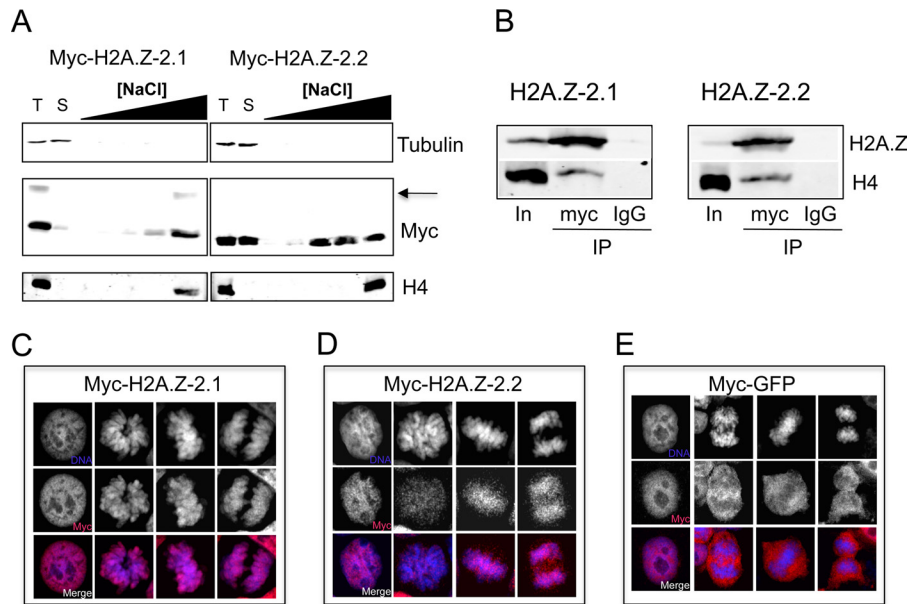 A
Myc-H2A.Z-2.1 Myc-H2A.Z-2.2
[NaCl] [NaCl]
T S T S
Tubulin
Myc
H4
B
H2A.Z-2.1 H2A.Z-2.2
H2A.Z
H4
In myc IgG In myc IgG
IP IP
C
Myc-H2A.Z-2.1
DNA
Myc
Merge
D
Myc-H2A.Z-2.2
DNA
Myc
Merge
E
Myc-GFP
DNA
Myc
Merge